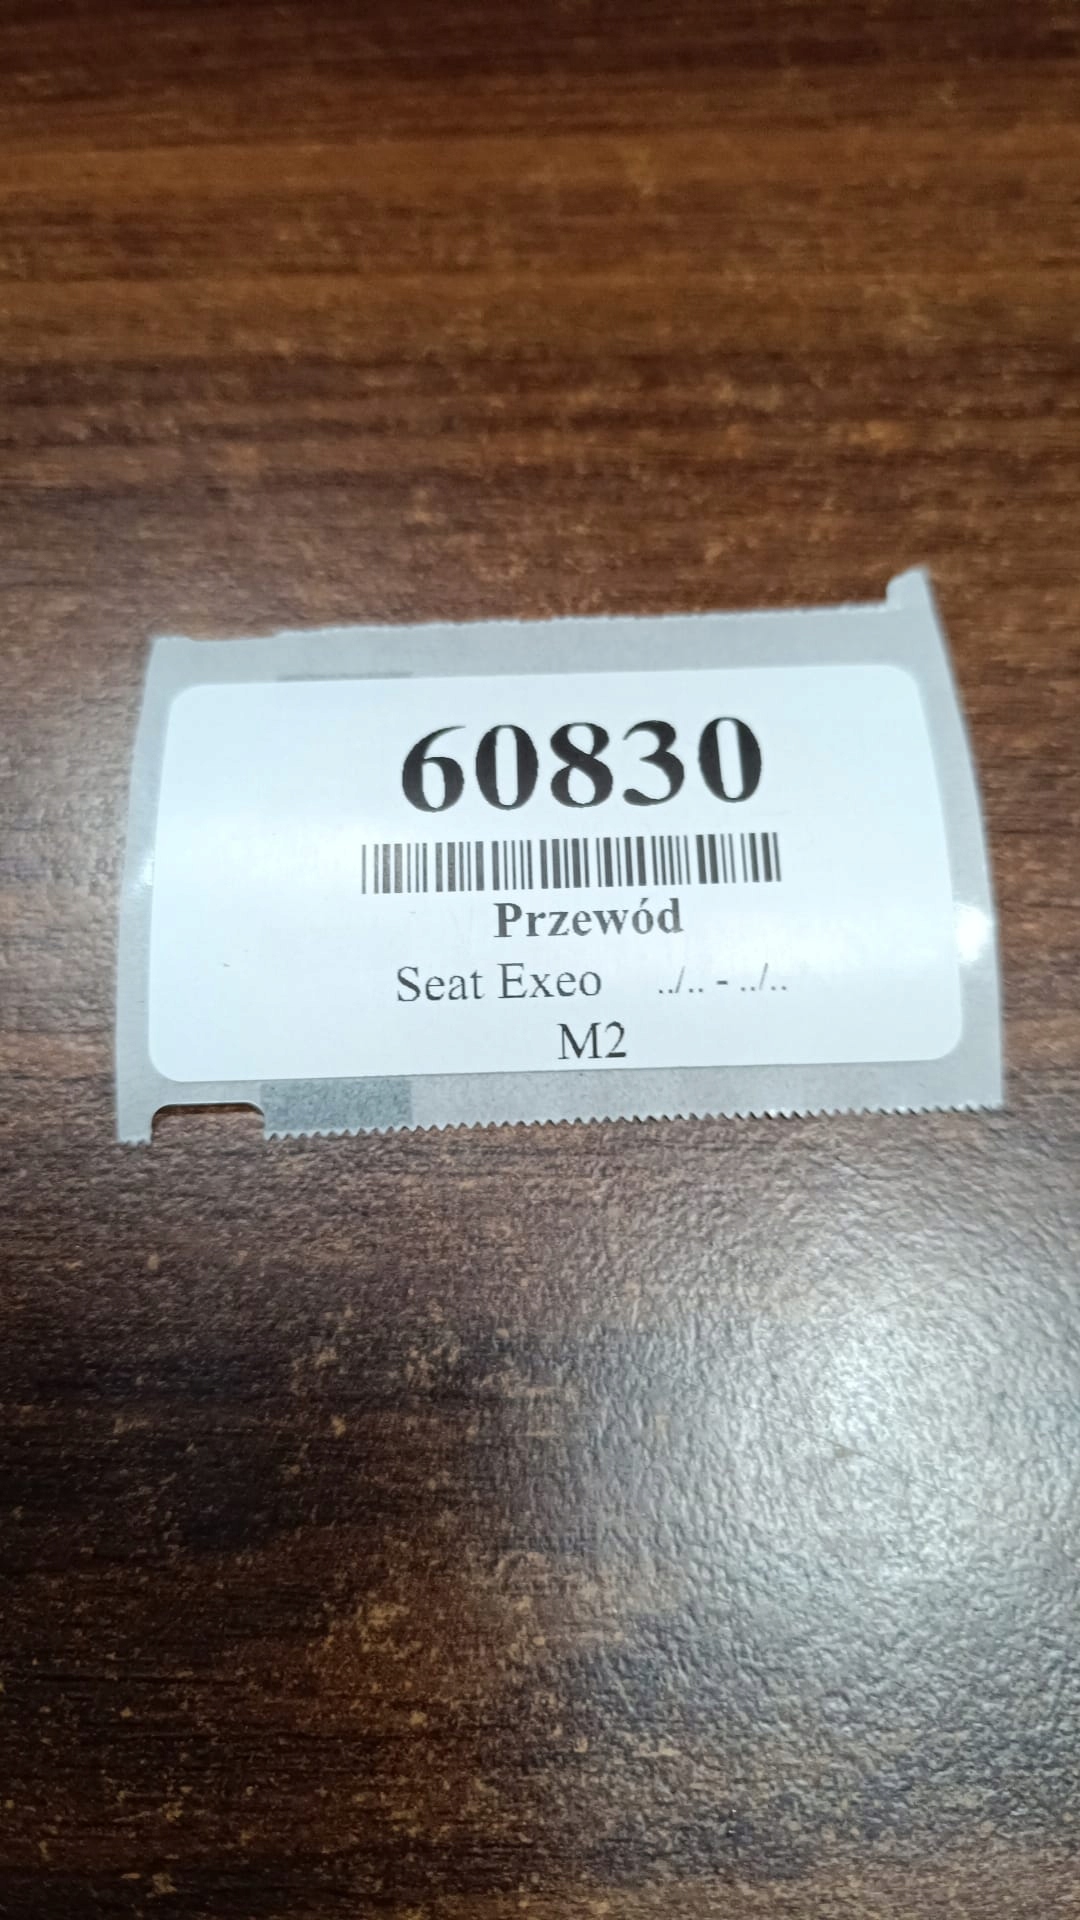 60830
Przewód
Seat Exeo ../.. - ../..
M2